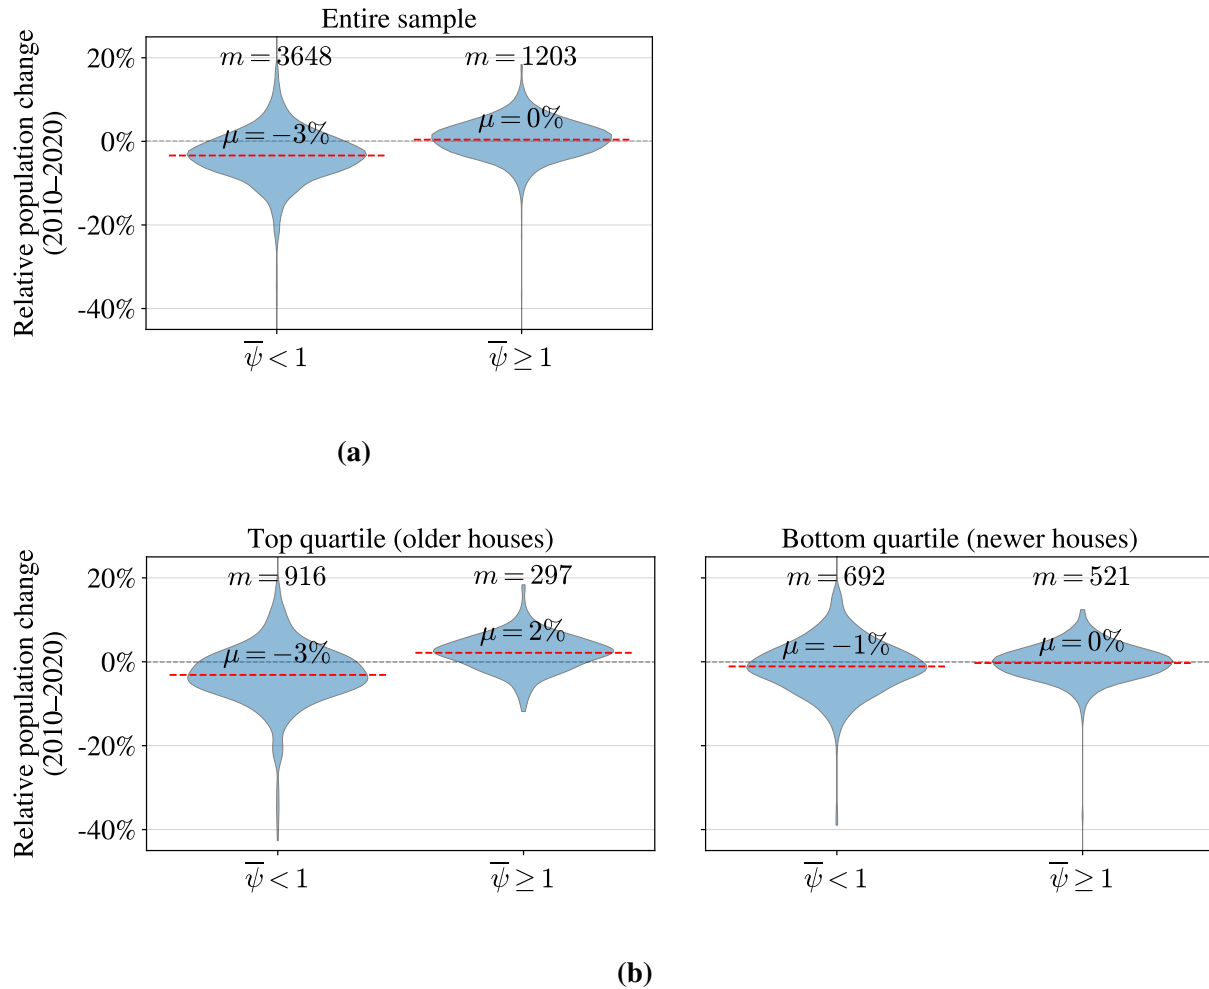 Entire sample
Relative population change
(2010–2020)
20%
0%
-20%
-40%
m = 3648
m = 1203
μ = −3%
μ = 0%
ψ̅ < 1
ψ̅ ≥ 1
(a)
Top quartile (older houses)
Bottom quartile (newer houses)
Relative population change
(2010–2020)
20%
0%
-20%
-40%
m = 916
m = 297
μ = −3%
μ = 2%
ψ̅ < 1
ψ̅ ≥ 1
m = 692
m = 521
μ = −1%
μ = 0%
ψ̅ < 1
ψ̅ ≥ 1
(b)